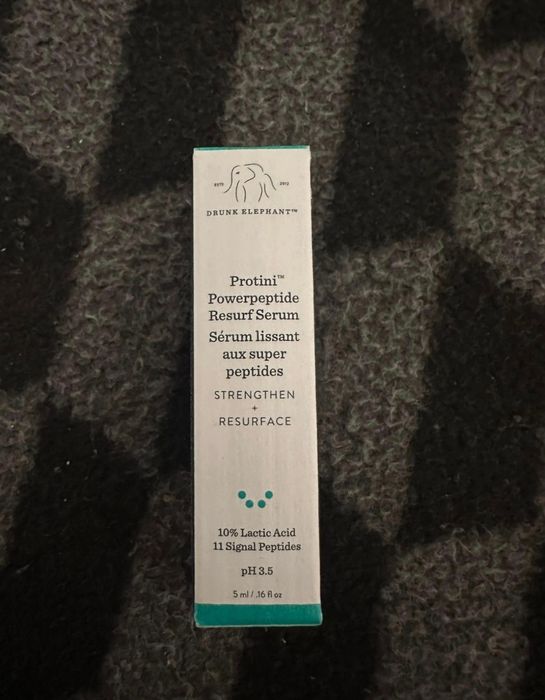 ESTD 2012
DRUNK ELEPHANT™
Protini™
Powerpeptide
Resurf Serum
Sérum lissant
aux super
peptides
STRENGTHEN
+
RESURFACE
10% Lactic Acid
11 Signal Peptides
pH 3.5
5 ml / .16 fl oz